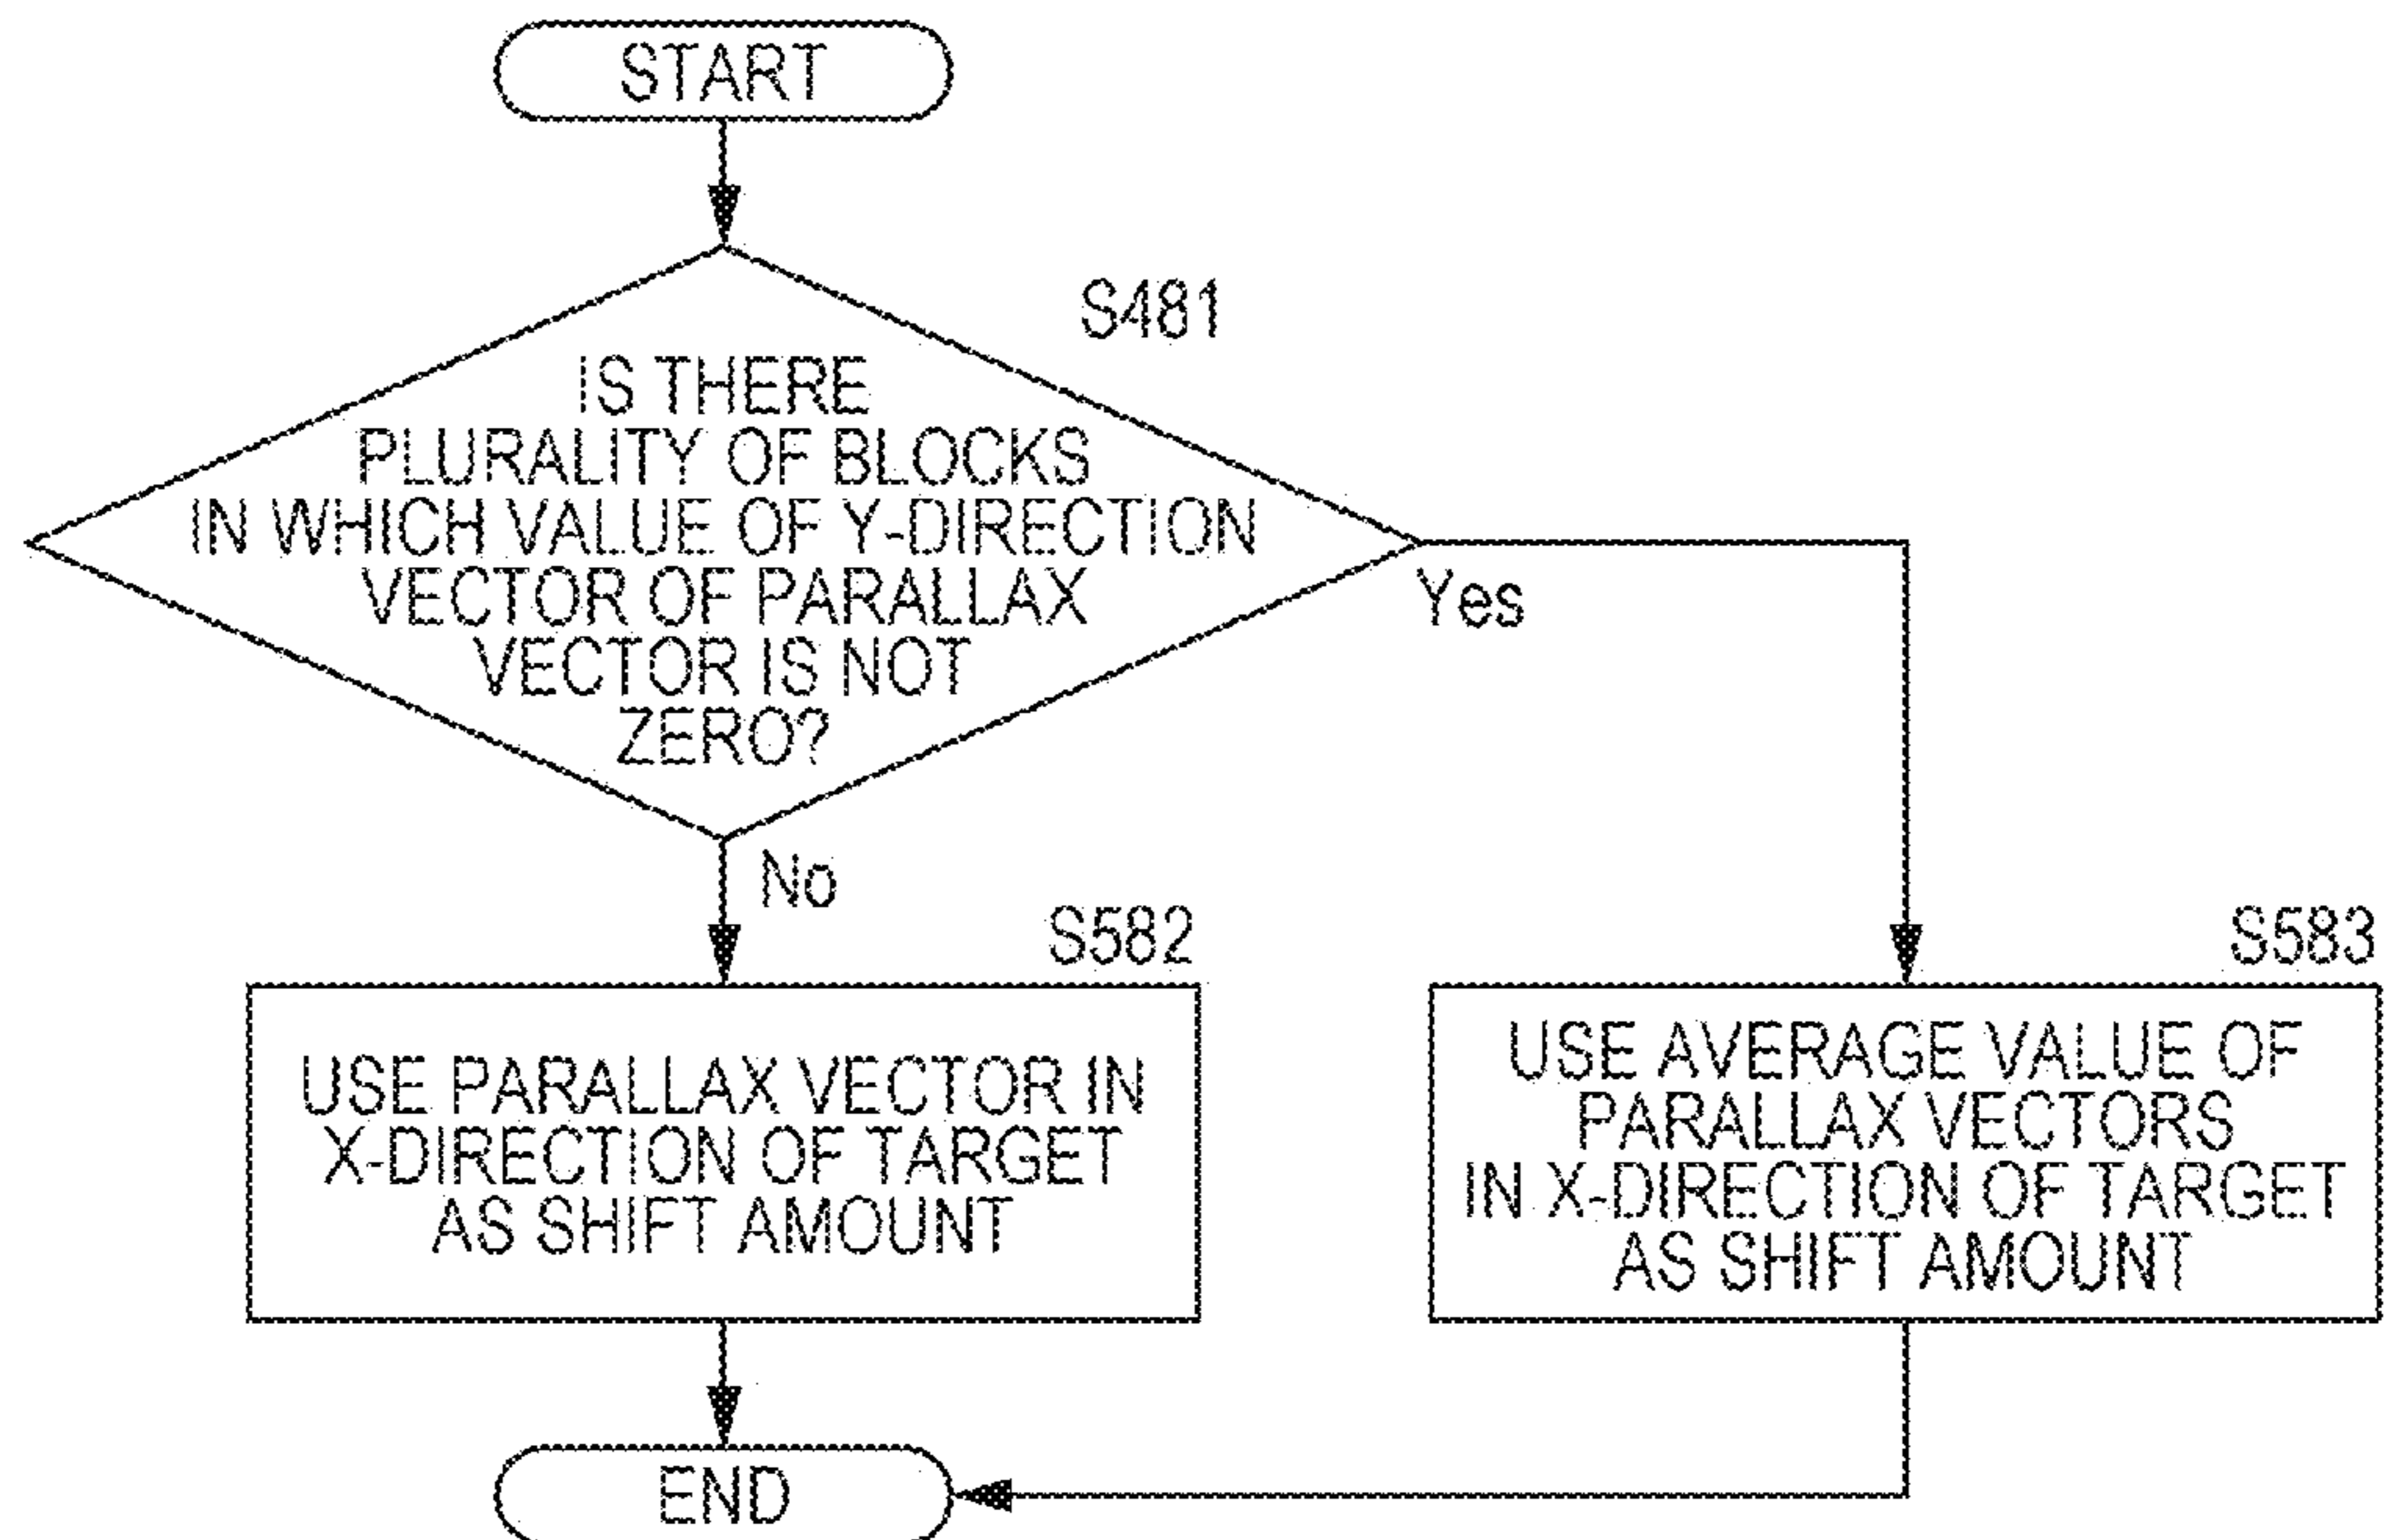 START
S481
IS THERE
PLURALITY OF BLOCKS
IN WHICH VALUE OF Y-DIRECTION
VECTOR OF PARALLAX
VECTOR IS NOT
ZERO?
Yes
No
S582
USE PARALLAX VECTOR IN
X-DIRECTION OF TARGET
AS SHIFT AMOUNT
S583
USE AVERAGE VALUE OF
PARALLAX VECTORS
IN X-DIRECTION OF TARGET
AS SHIFT AMOUNT
END